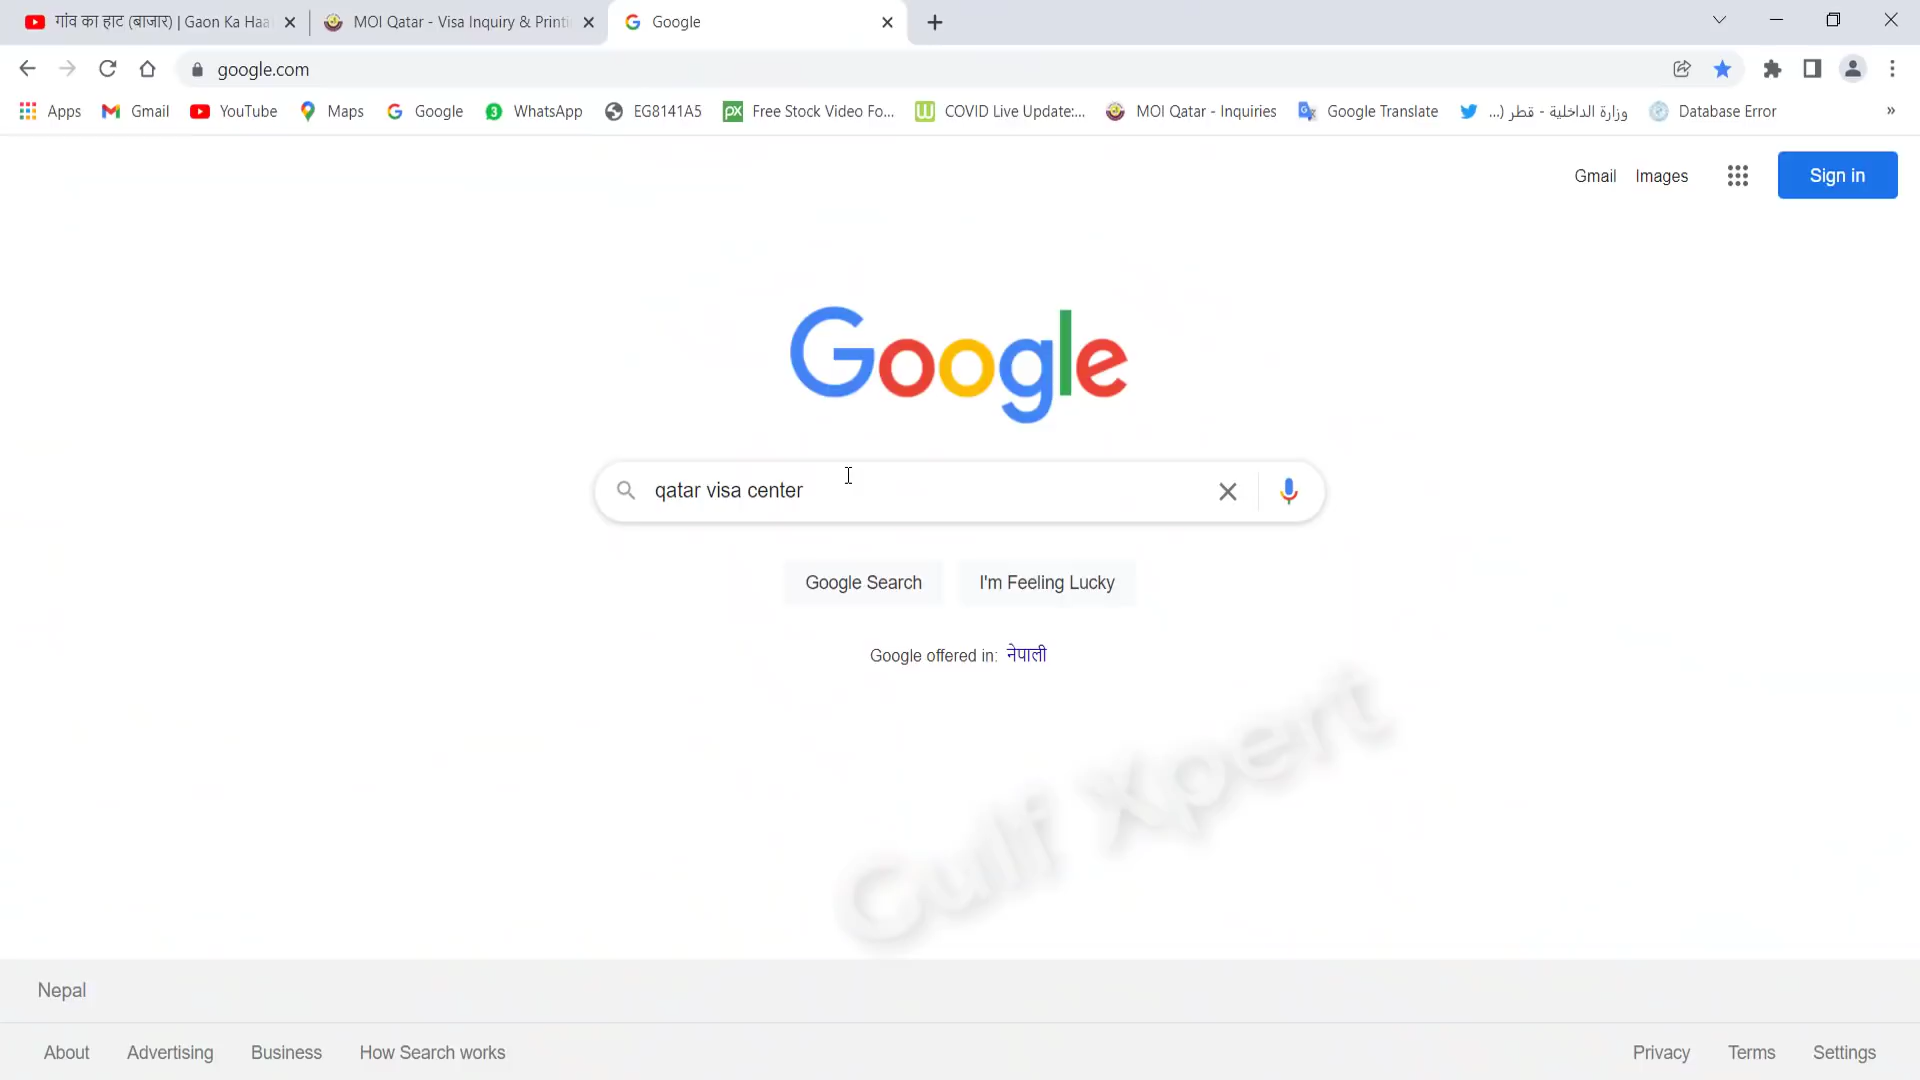 गांव का हाट (बाजार) | Gaon Ka Haa
MOI Qatar - Visa Inquiry & Printi
Google
google.com
Apps
Gmail
YouTube
Maps
Google
WhatsApp
EG8141A5
Free Stock Video Fo...
COVID Live Update:...
MOI Qatar - Inquiries
Google Translate
وزارة الداخلية - قطر (...
Database Error
Gmail
Images
Sign in
Google
qatar visa center
Google Search
I'm Feeling Lucky
Google offered in: नेपाली
Gulf Xpert
Nepal
About
Advertising
Business
How Search works
Privacy
Terms
Settings